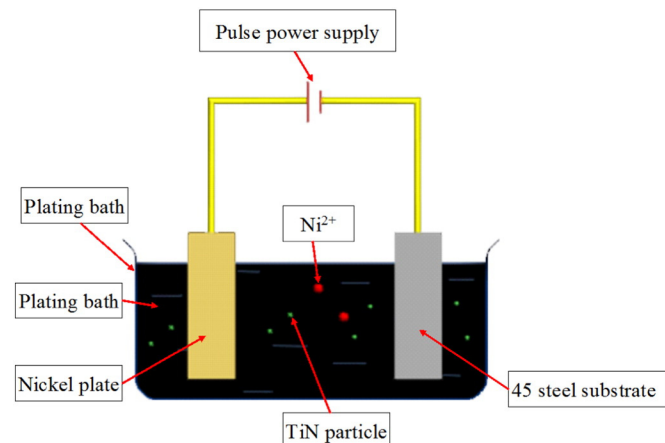 Pulse power supply
Plating bath
Ni²⁺
Plating bath
Nickel plate
45 steel substrate
TiN particle